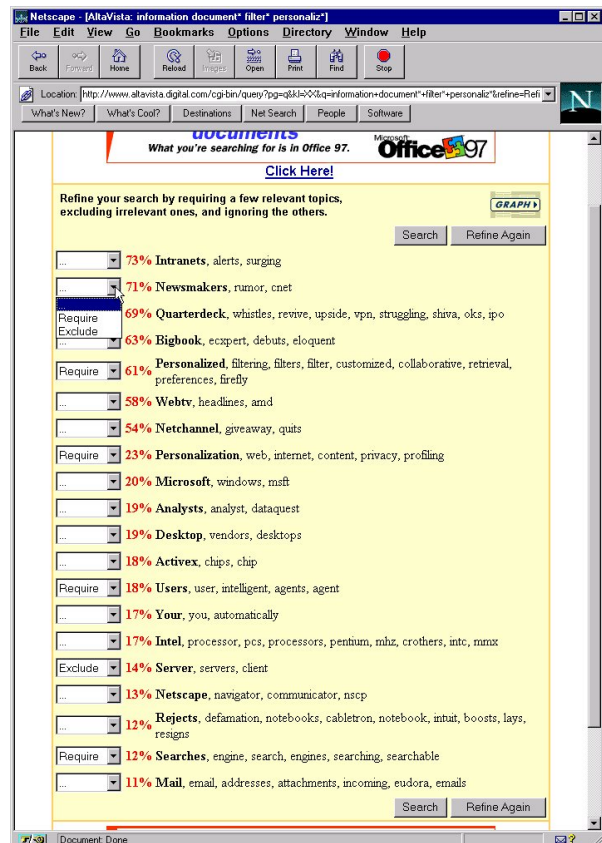 Netscape - [AltaVista: information document* filter* personaliz*]
File Edit View Go Bookmarks Options Directory Window Help
Back Forward Home Reload Images Open Print Find Stop
Location: http://www.altavista.digital.com/cgi-bin/query?pg=q&kl=XX&q=information+document*+filter*+personaliz*&refine=Refi
N
What's New? What's Cool? Destinations Net Search People Software
documents
What you're searching for is in Office 97.
Microsoft Office 97
Click Here!
Refine your search by requiring a few relevant topics,
excluding irrelevant ones, and ignoring the others.
GRAPH
Search Refine Again
... 73% Intranets, alerts, surging
... 71% Newsmakers, rumor, cnet
...
Require
Exclude
69% Quarterdeck, whistles, revive, upside, vpn, struggling, shiva, oks, ipo
... 63% Bigbook, ecxpert, debuts, eloquent
Require 61% Personalized, filtering, filters, filter, customized, collaborative, retrieval,
preferences, firefly
... 58% Webtv, headlines, amd
... 54% Netchannel, giveaway, quits
Require 23% Personalization, web, internet, content, privacy, profiling
... 20% Microsoft, windows, msft
... 19% Analysts, analyst, dataquest
... 19% Desktop, vendors, desktops
... 18% Activex, chips, chip
Require 18% Users, user, intelligent, agents, agent
... 17% Your, you, automatically
... 17% Intel, processor, pcs, processors, pentium, mhz, crothers, intc, mmx
Exclude 14% Server, servers, client
... 13% Netscape, navigator, communicator, nscp
... 12% Rejects, defamation, notebooks, cabletron, notebook, intuit, boosts, lays,
resigns
Require 12% Searches, engine, search, engines, searching, searchable
... 11% Mail, email, addresses, attachments, incoming, eudora, emails
Search Refine Again
Document: Done